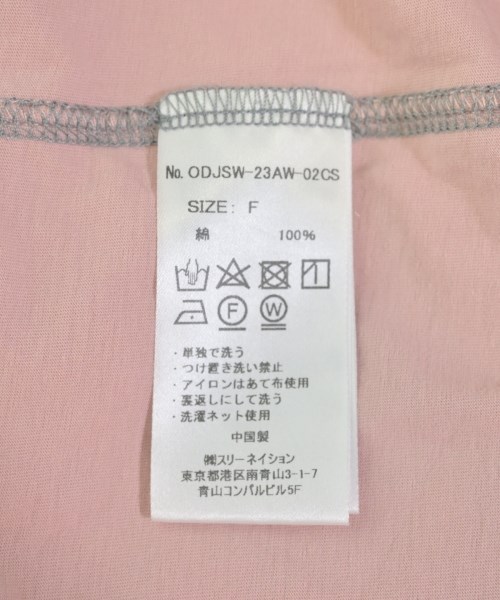 No. ODJSW-23AW-02CS
SIZE: F
綿 100%
F W
・単独で洗う
・つけ置き洗い禁止
・アイロンはあて布使用
・裏返しにして洗う
・洗濯ネット使用
中国製
㈱スリーネイション
東京都港区南青山3-1-7
青山コンパルビル5F